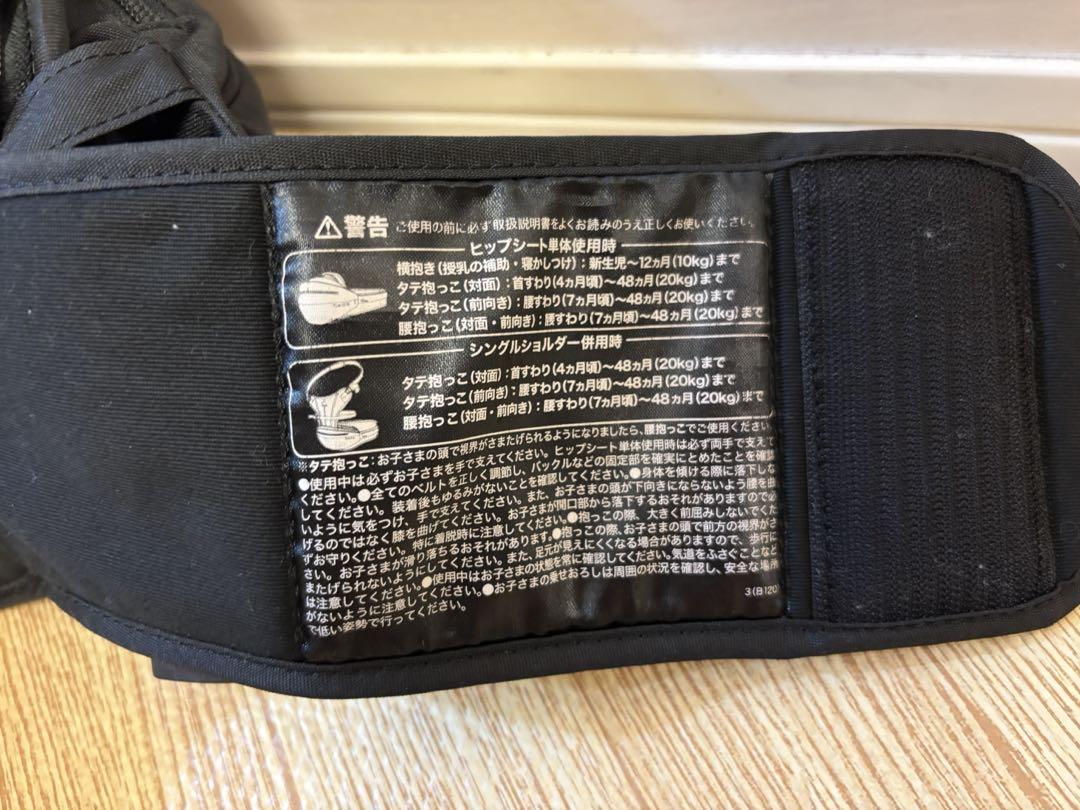 警告 ご使用の前に必ず取扱説明書をよくお読みのうえ正しくお使いください。
ヒップシート単体使用時
横抱き(授乳の補助・寝かしつけ):新生児〜12ヵ月(10kg)まで
タテ抱っこ(対面):首すわり(4ヵ月頃)〜48ヵ月(20kg)まで
タテ抱っこ(前向き):腰すわり(7ヵ月頃)〜48ヵ月(20kg)まで
腰抱っこ(対面・前向き):腰すわり(7ヵ月頃)〜48ヵ月(20kg)まで
シングルショルダー併用時
タテ抱っこ(対面):首すわり(4ヵ月頃)〜48ヵ月(20kg)まで
タテ抱っこ(前向き):腰すわり(7ヵ月頃)〜48ヵ月(20kg)まで
腰抱っこ(対面・前向き):腰すわり(7ヵ月頃)〜48ヵ月(20kg)まで
※タテ抱っこ:お子さまの頭で視界がさまたげられるようになりましたら、腰抱っこでご使用ください
●使用中は必ずお子さまを手で支えてください。ヒップシート単体使用時は必ず両手で支えて
ください。●全てのベルトを正しく調節し、バックルなどの固定部を確実にとめたことを確認
してください。装着後もゆるみがないことを確認してください。●身体を傾ける際に落下しな
いように気をつけ、手で支えてください。また、お子さまの頭が下向きにならないよう腰を曲
げるのではなく膝を曲げてください。お子さまが開口部から落下するおそれがありますので必
ずお守りください。特に着脱時に注意してください。●抱っこの際、大きく前屈みしないでくだ
さい。お子さまが滑り落ちるおそれがあります。●抱っこの際、お子さまの頭で前方の視界がさ
またげられないようにしてください。また、足元が見えにくくなる場合がありますので、歩行に
は注意してください。●使用中はお子さまの状態を常に確認してください。気道をふさぐことなど
がないように注意してください。●お子さまの乗せおろしは周囲の状況を確認し、安全な場所
で低い姿勢で行ってください。
3(B)120